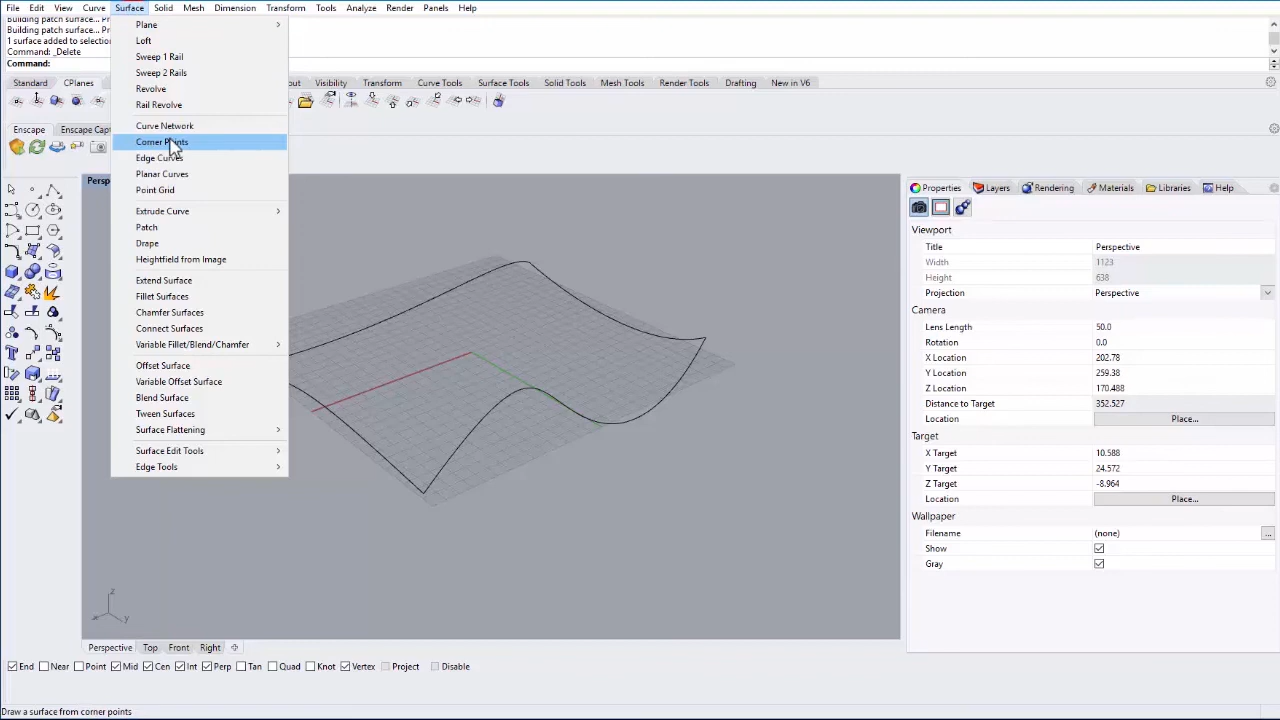 File Edit View Curve Surface Solid Mesh Dimension Transform Tools Analyze Render Panels Help
Building patch surface... Pr
1 surface added to selectio
Command: _Delete
Command:
Standard CPlanes out Visibility Transform Curve Tools Surface Tools Solid Tools Mesh Tools Render Tools Drafting New in V6
Enscape Enscape Capt
Plane
Loft
Sweep 1 Rail
Sweep 2 Rails
Revolve
Rail Revolve
Curve Network
Corner Points
Edge Curves
Planar Curves
Point Grid
Extrude Curve
Patch
Drape
Heightfield from Image
Extend Surface
Fillet Surfaces
Chamfer Surfaces
Connect Surfaces
Variable Fillet/Blend/Chamfer
Offset Surface
Variable Offset Surface
Blend Surface
Tween Surfaces
Surface Flattening
Surface Edit Tools
Edge Tools
Persp
z
x y
Properties Layers Rendering Materials Libraries Help
Viewport
Title Perspective
Width 1123
Height 638
Projection Perspective
Camera
Lens Length 50.0
Rotation 0.0
X Location 202.78
Y Location 259.38
Z Location 170.488
Distance to Target 352.527
Location Place...
Target
X Target 10.588
Y Target 24.572
Z Target -8.964
Location Place...
Wallpaper
Filename (none) ...
Show
Gray
Perspective Top Front Right
End Near Point Mid Cen Int Perp Tan Quad Knot Vertex Project Disable
Draw a surface from corner points